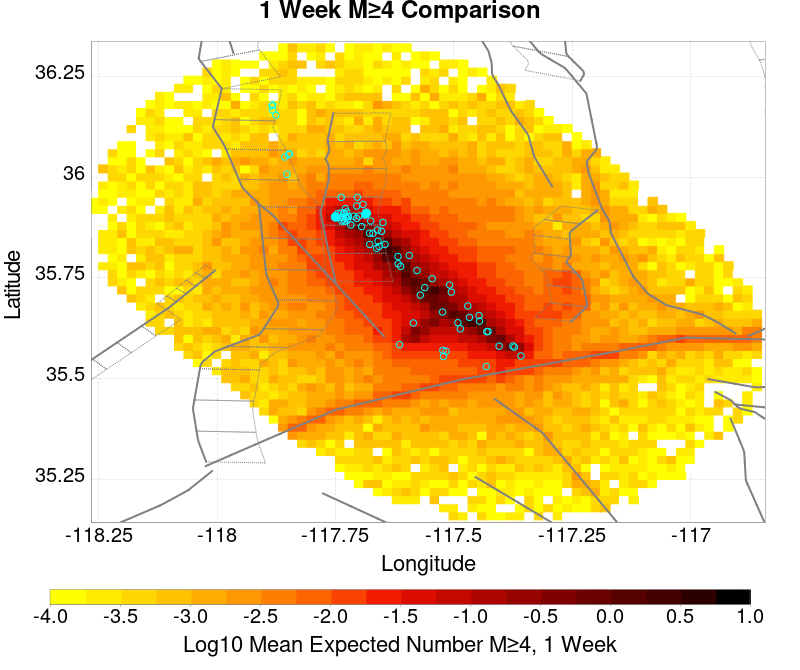 1 Week M≥4 Comparison
36.25
36
35.75
35.5
35.25
Latitude
-118.25 -118 -117.75 -117.5 -117.25 -117
Longitude
-4.0 -3.5 -3.0 -2.5 -2.0 -1.5 -1.0 -0.5 0.0 0.5 1.0
Log10 Mean Expected Number M≥4, 1 Week